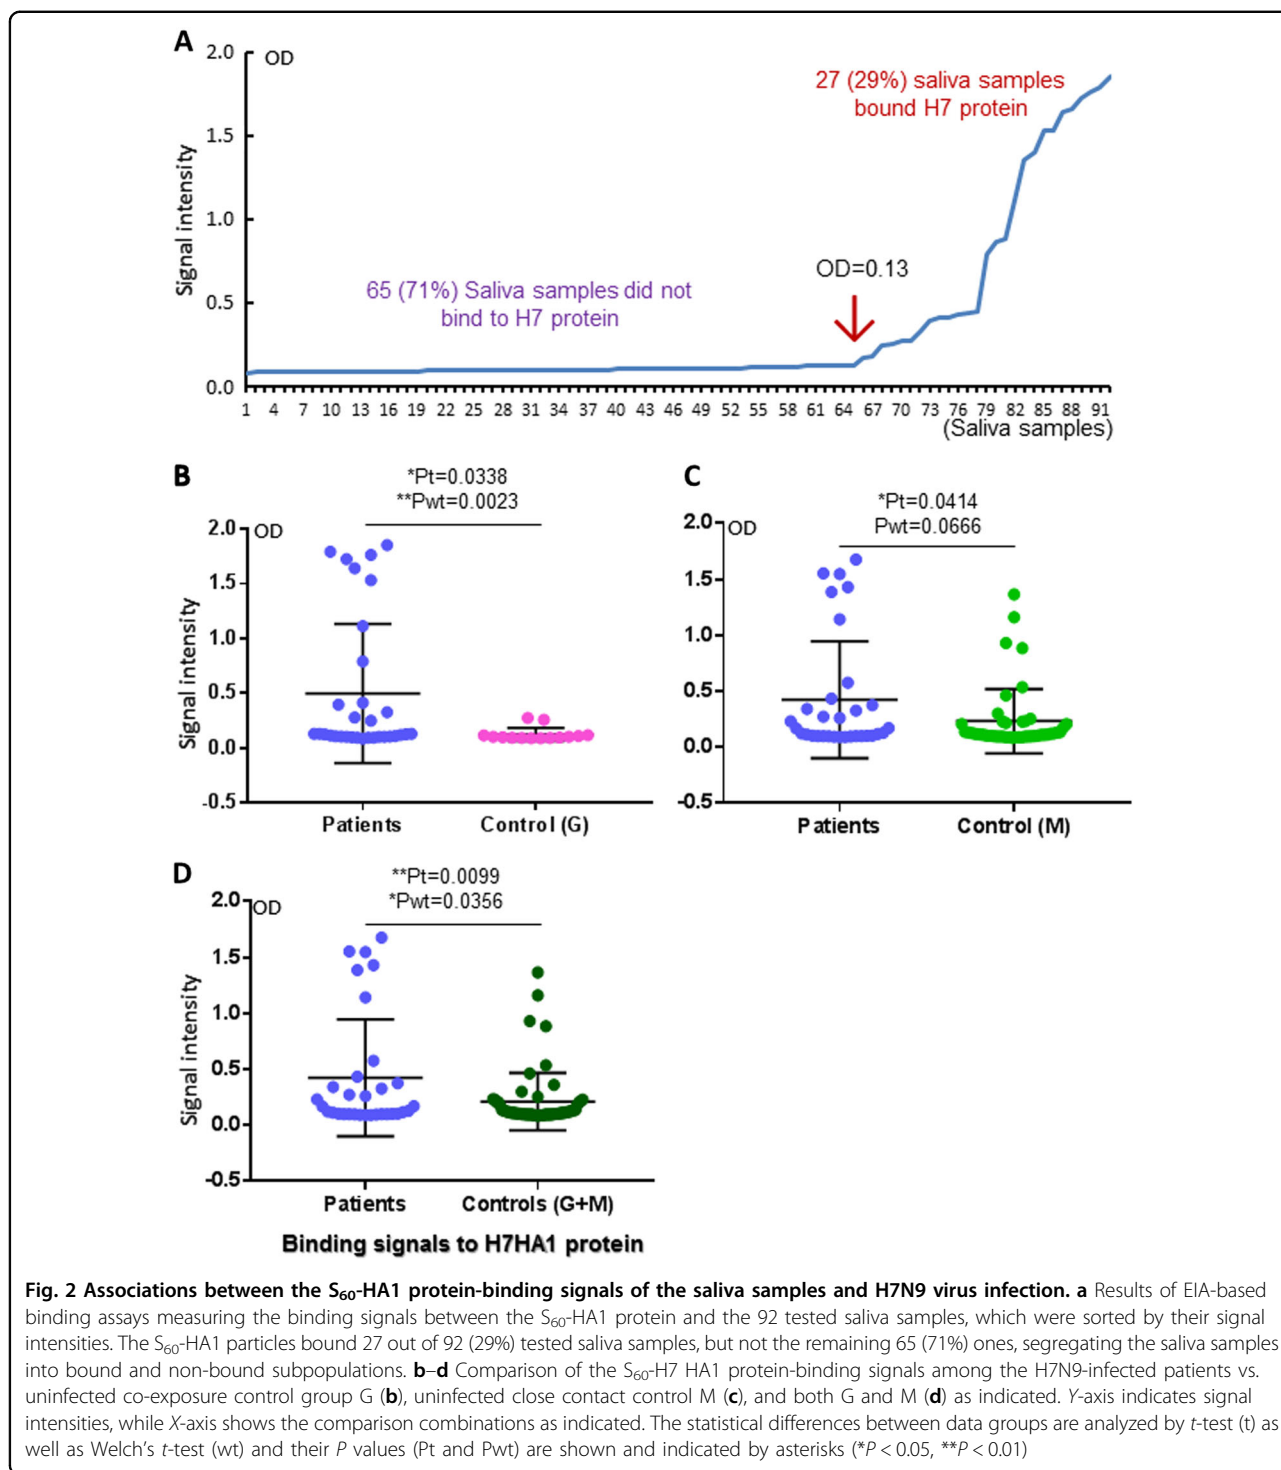 A
2.0
OD
27 (29%) saliva samples
bound H7 protein
1.5
Signal intensity
1.0
OD=0.13
65 (71%) Saliva samples did not
bind to H7 protein
0.5
0.0
1 4 7 10 13 16 19 22 25 28 31 34 37 40 43 46 49 52 55 58 61 64 67 70 73 76 79 82 85 88 91
(Saliva samples)
B
*Pt=0.0338
**Pwt=0.0023
2.0
OD
1.5
Signal intensity
1.0
0.5
0.0
-0.5
Patients Control (G)
C
*Pt=0.0414
Pwt=0.0666
2.0
OD
1.5
1.0
0.5
0.0
-0.5
Patients Control (M)
D
**Pt=0.0099
*Pwt=0.0356
2.0
OD
1.5
Signal intensity
1.0
0.5
0.0
-0.5
Patients Controls (G+M)
Binding signals to H7HA1 protein
Fig. 2 Associations between the S₆₀-HA1 protein-binding signals of the saliva samples and H7N9 virus infection. a Results of EIA-based
binding assays measuring the binding signals between the S₆₀-HA1 protein and the 92 tested saliva samples, which were sorted by their signal
intensities. The S₆₀-HA1 particles bound 27 out of 92 (29%) tested saliva samples, but not the remaining 65 (71%) ones, segregating the saliva samples
into bound and non-bound subpopulations. b–d Comparison of the S₆₀-H7 HA1 protein-binding signals among the H7N9-infected patients vs.
uninfected co-exposure control group G (b), uninfected close contact control M (c), and both G and M (d) as indicated. Y-axis indicates signal
intensities, while X-axis shows the comparison combinations as indicated. The statistical differences between data groups are analyzed by t-test (t) as
well as Welch's t-test (wt) and their P values (Pt and Pwt) are shown and indicated by asterisks (*P < 0.05, **P < 0.01)